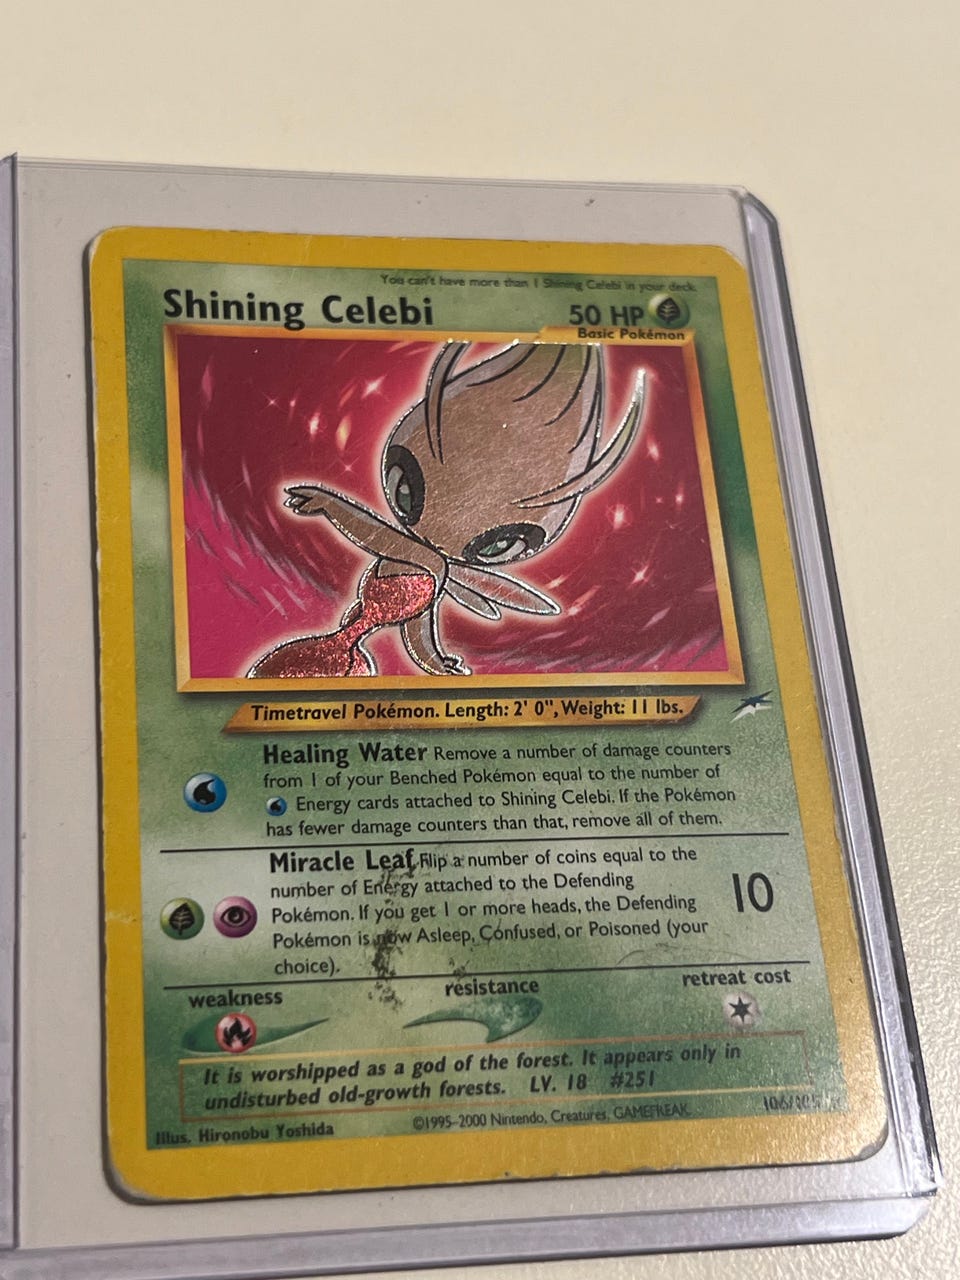 You can't have more than 1 Shining Celebi in your deck.
Shining Celebi 50 HP
Basic Pokémon
Timetravel Pokémon. Length: 2' 0", Weight: 11 lbs.
Healing Water Remove a number of damage counters
from 1 of your Benched Pokémon equal to the number of
Energy cards attached to Shining Celebi. If the Pokémon
has fewer damage counters than that, remove all of them.
Miracle Leaf Flip a number of coins equal to the
number of Energy attached to the Defending
Pokémon. If you get 1 or more heads, the Defending
Pokémon is now Asleep, Confused, or Poisoned (your
choice).
10
weakness resistance retreat cost
It is worshipped as a god of the forest. It appears only in
undisturbed old-growth forests. LV. 18 #251
Illus. Hironobu Yoshida ©1995-2000 Nintendo, Creatures, GAMEFREAK. 106/105